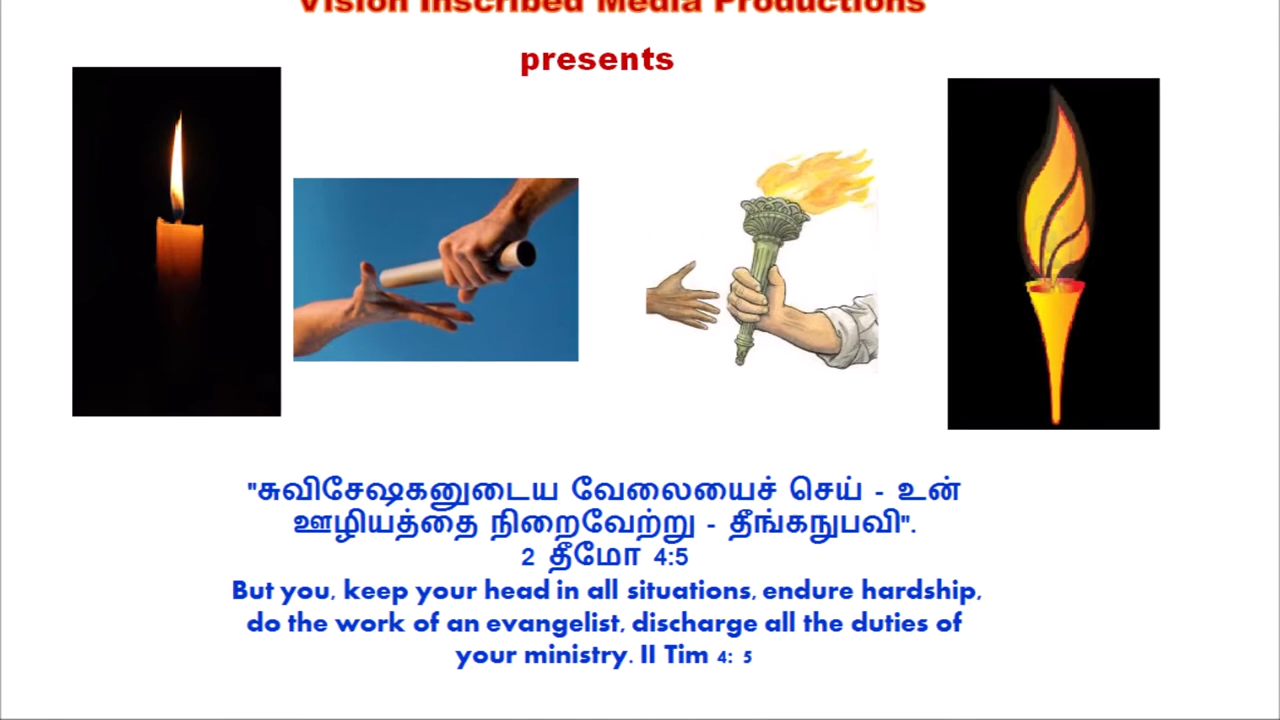 Vision Inscribed Media Productions
presents
"சுவிசேஷகனுடைய வேலையைச் செய் - உன்
ஊழியத்தை நிறைவேற்று - தீங்கநுபவி".
2 தீமோ 4:5
But you, keep your head in all situations, endure hardship,
do the work of an evangelist, discharge all the duties of
your ministry. II Tim 4: 5